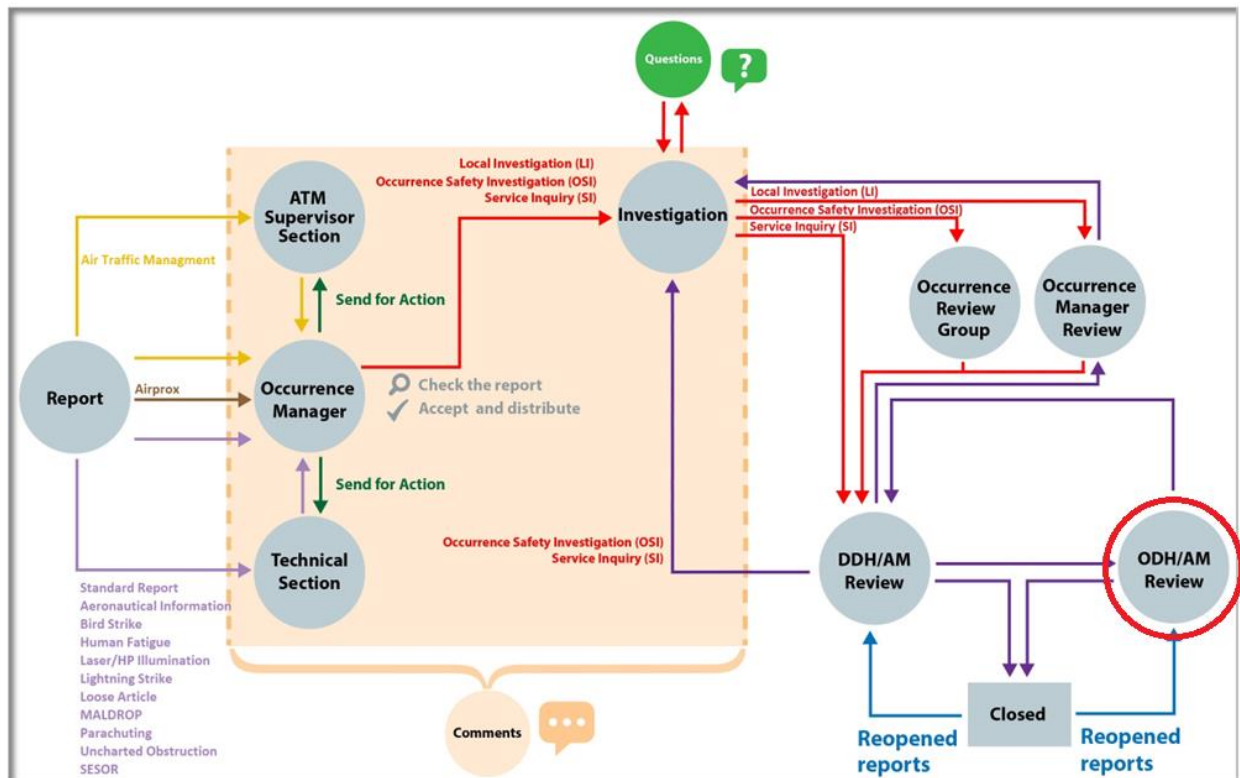 Questions
?
Local Investigation (LI)
Occurrence Safety Investigation (OSI)
Service Inquiry (SI)
ATM
Supervisor
Section
Investigation
Local Investigation (LI)
Occurrence Safety Investigation (OSI)
Service Inquiry (SI)
Air Traffic Managment
Send for Action
Occurrence
Review
Group
Occurrence
Manager
Review
Report
Airprox
Occurrence
Manager
Check the report
Accept and distribute
Send for Action
Technical
Section
Occurrence Safety Investigation (OSI)
Service Inquiry (SI)
DDH/AM
Review
ODH/AM
Review
Standard Report
Aeronautical Information
Bird Strike
Human Fatigue
Laser/HP Illumination
Lightning Strike
Loose Article
MALDROP
Parachuting
Uncharted Obstruction
SESOR
Comments
Closed
Reopened
reports
Reopened
reports